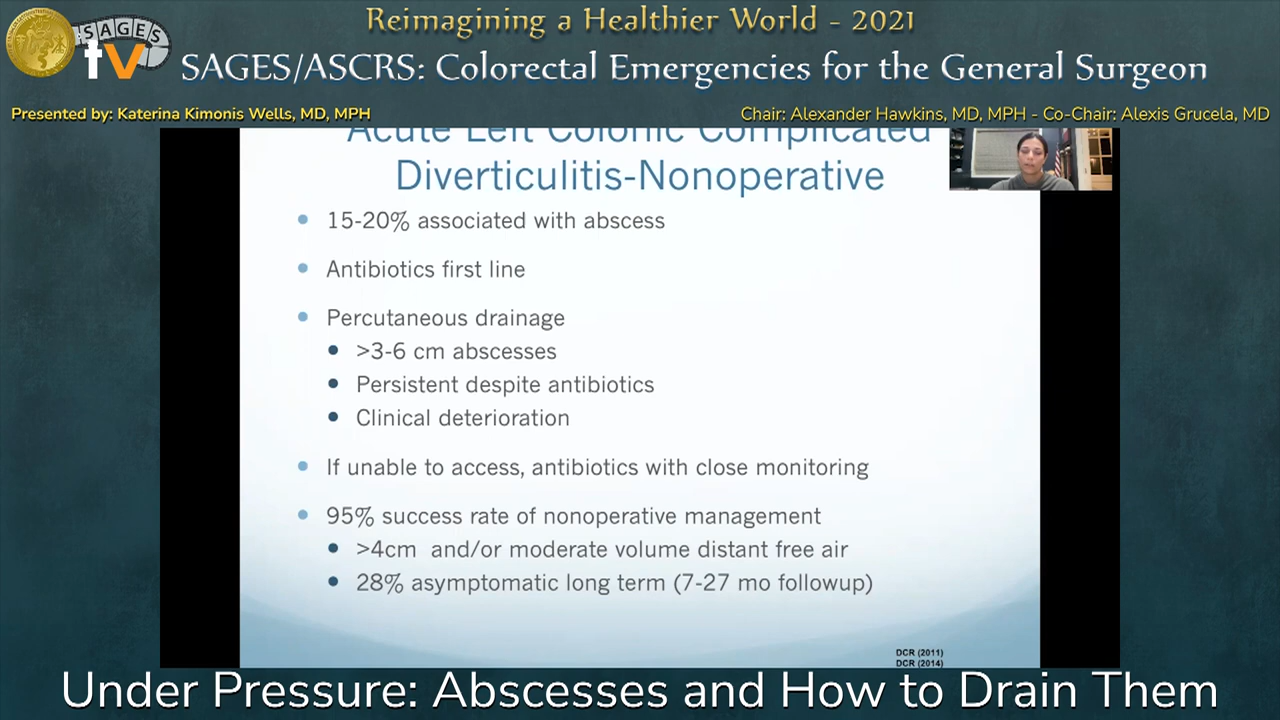 Reimagining a Healthier World - 2021
SAGES
tv
SAGES/ASCRS: Colorectal Emergencies for the General Surgeon
Presented by: Katerina Kimonis Wells, MD, MPH
Chair: Alexander Hawkins, MD, MPH - Co-Chair: Alexis Grucela, MD
Acute Left Colonic Complicated
Diverticulitis-Nonoperative
• 15-20% associated with abscess
• Antibiotics first line
• Percutaneous drainage
• >3-6 cm abscesses
• Persistent despite antibiotics
• Clinical deterioration
• If unable to access, antibiotics with close monitoring
• 95% success rate of nonoperative management
• >4cm and/or moderate volume distant free air
• 28% asymptomatic long term (7-27 mo followup)
DCR (2011)
DCR (2014)
Under Pressure: Abscesses and How to Drain Them